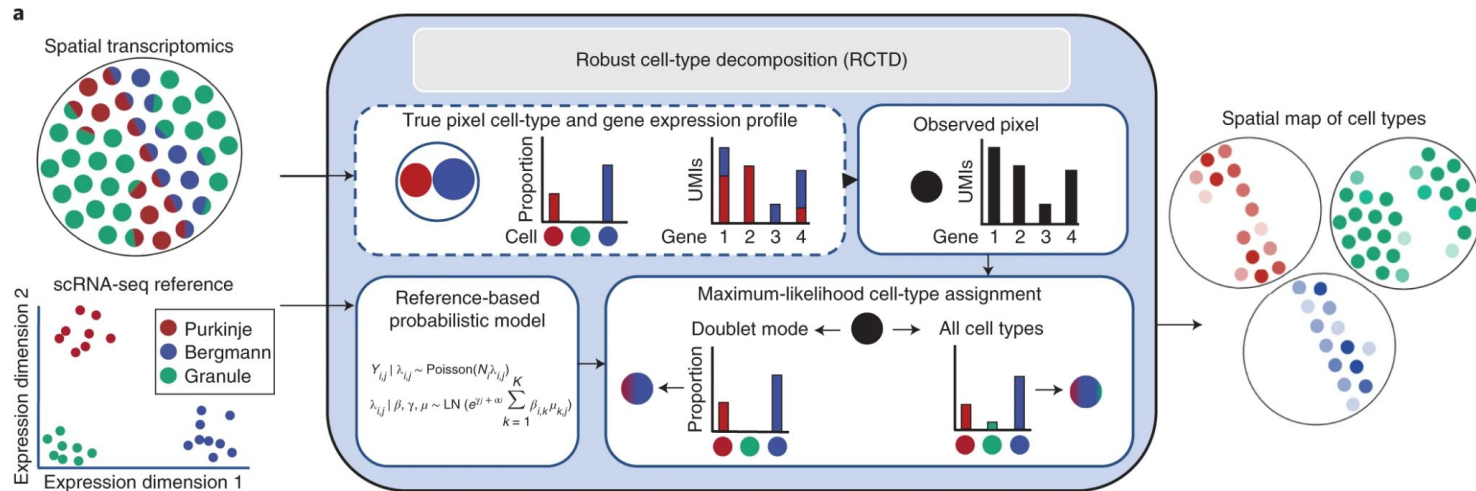 a
Spatial transcriptomics
Robust cell-type decomposition (RCTD)
True pixel cell-type and gene expression profile
Proportion
Cell
UMIs
Gene 1 2 3 4
Observed pixel
UMIs
Gene 1 2 3 4
Spatial map of cell types
scRNA-seq reference
Expression dimension 2
Purkinje
Bergmann
Granule
Expression dimension 1
Reference-based
probabilistic model
Y_{i,j} | λ_{i,j} ~ Poisson(N_i λ_{i,j})
λ_{i,j} | β, γ, μ ~ LN (e^{γj + αi} ∑_{k = 1}^{K} β_{i,k} μ_{k,j})
Maximum-likelihood cell-type assignment
Doublet mode
All cell types
Proportion